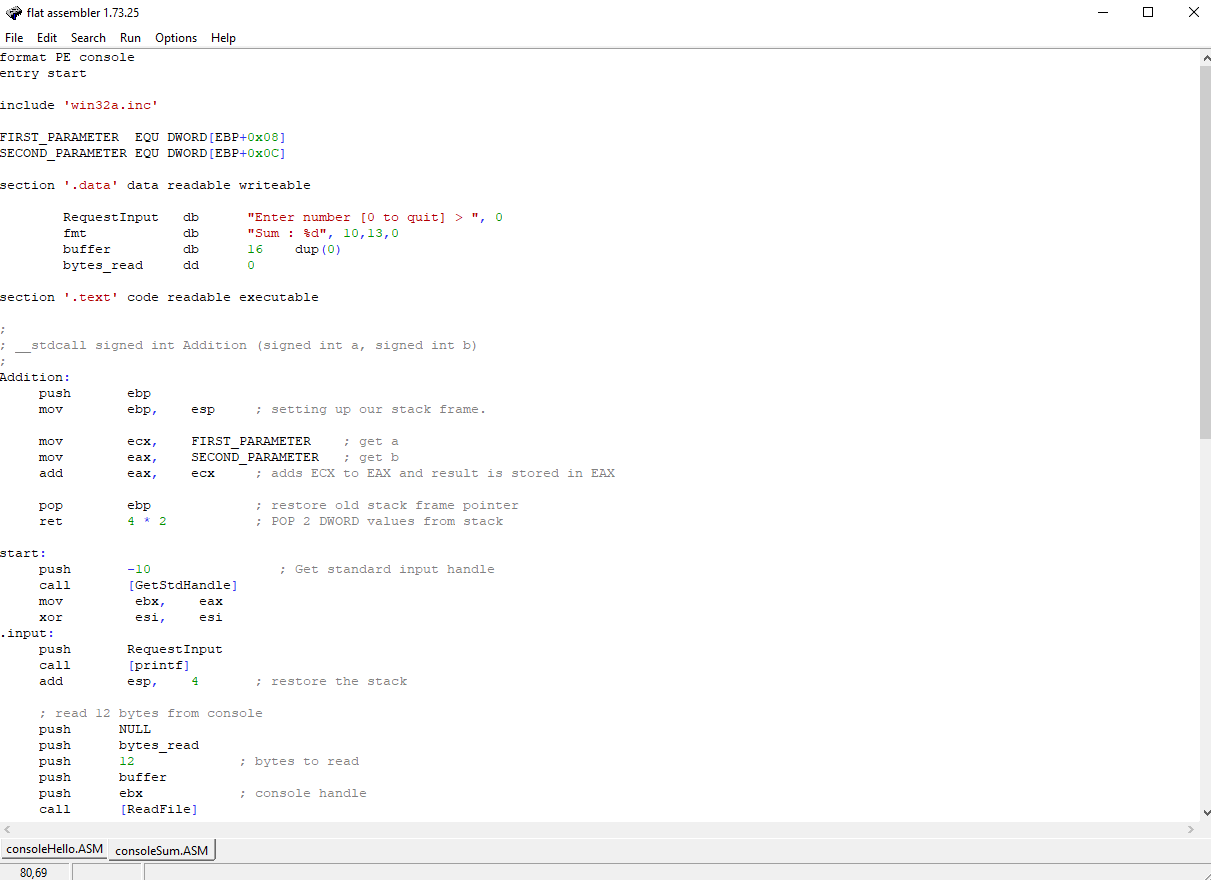 flat assembler 1.73.25
File Edit Search Run Options Help
format PE console
entry start
include 'win32a.inc'
FIRST_PARAMETER  EQU DWORD[EBP+0x08]
SECOND_PARAMETER EQU DWORD[EBP+0x0C]
section '.data' data readable writeable
RequestInput   db      "Enter number [0 to quit] > ", 0
fmt            db      "Sum : %d", 10,13,0
buffer         db      16    dup(0)
bytes_read     dd      0
section '.text' code readable executable
;
; __stdcall signed int Addition (signed int a, signed int b)
;
Addition:
push       ebp
mov        ebp,    esp     ; setting up our stack frame.
mov        ecx,    FIRST_PARAMETER    ; get a
mov        eax,    SECOND_PARAMETER   ; get b
add        eax,    ecx     ; adds ECX to EAX and result is stored in EAX
pop        ebp             ; restore old stack frame pointer
ret        4 * 2           ; POP 2 DWORD values from stack
start:
push       -10                ; Get standard input handle
call       [GetStdHandle]
mov         ebx,    eax
xor         esi,    esi
.input:
push       RequestInput
call       [printf]
add        esp,    4       ; restore the stack
; read 12 bytes from console
push      NULL
push      bytes_read
push      12             ; bytes to read
push      buffer
push      ebx            ; console handle
call      [ReadFile]
consoleHello.ASM consoleSum.ASM
80,69